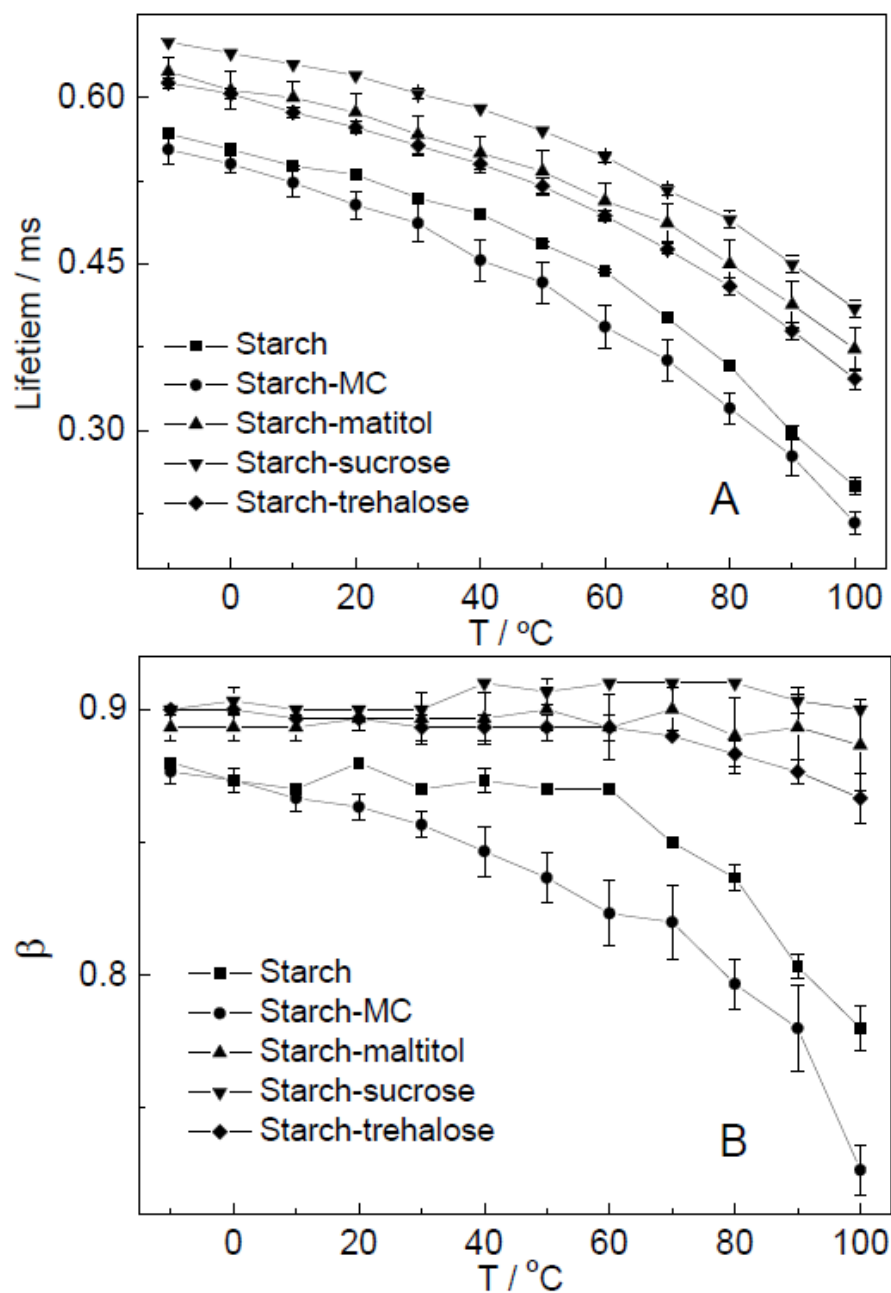 Lifetiem / ms
0.60
0.45
0.30
Starch
Starch-MC
Starch-matitol
Starch-sucrose
Starch-trehalose
A
0 20 40 60 80 100
T / ºC
β
0.9
0.8
Starch
Starch-MC
Starch-maltitol
Starch-sucrose
Starch-trehalose
B
0 20 40 60 80 100
T / °C